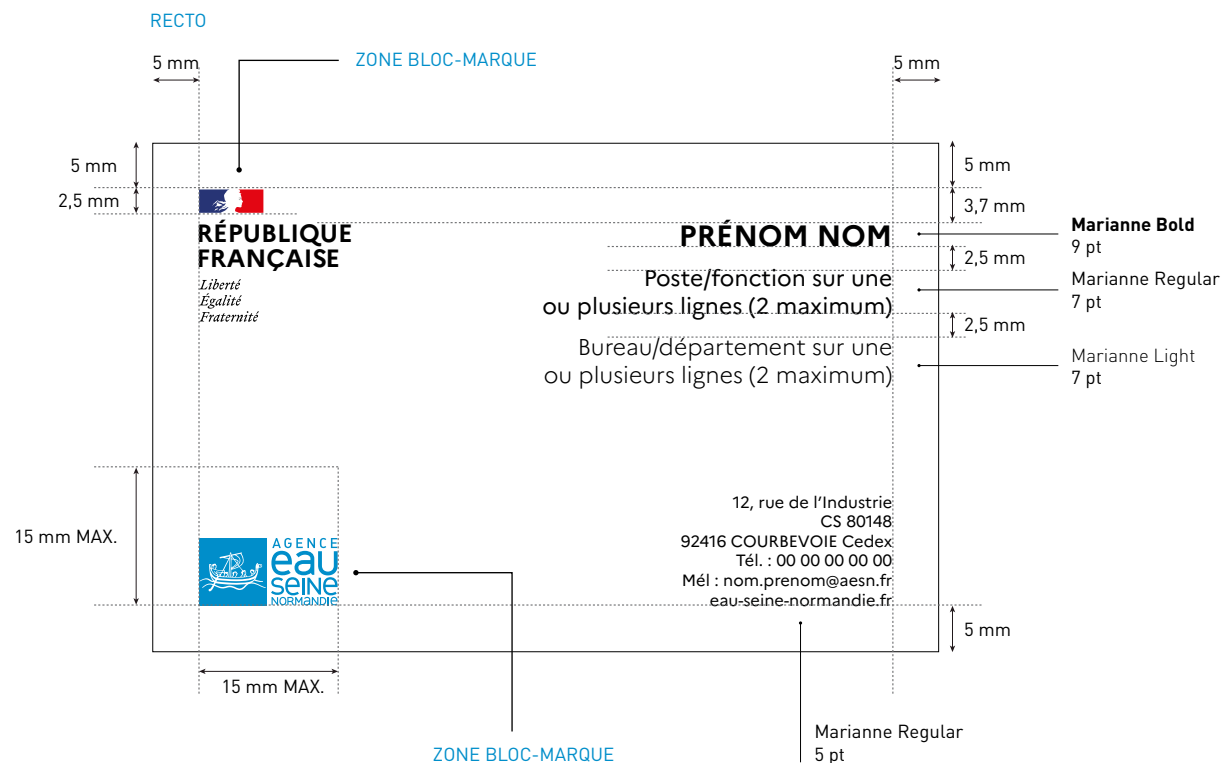 RECTO
5 mm
ZONE BLOC-MARQUE
5 mm
5 mm
2,5 mm
RÉPUBLIQUE
FRANÇAISE
Liberté
Égalité
Fraternité
PRÉNOM NOM
Poste/fonction sur une
ou plusieurs lignes (2 maximum)
Bureau/département sur une
ou plusieurs lignes (2 maximum)
5 mm
3,7 mm
2,5 mm
2,5 mm
Marianne Bold
9 pt
Marianne Regular
7 pt
Marianne Light
7 pt
15 mm MAX.
AGENCE
eau
SEINE
NORMANDIE
12, rue de l'Industrie
CS 80148
92416 COURBEVOIE Cedex
Tél. : 00 00 00 00 00
Mél : nom.prenom@aesn.fr
eau-seine-normandie.fr
5 mm
15 mm MAX.
ZONE BLOC-MARQUE
Marianne Regular
5 pt